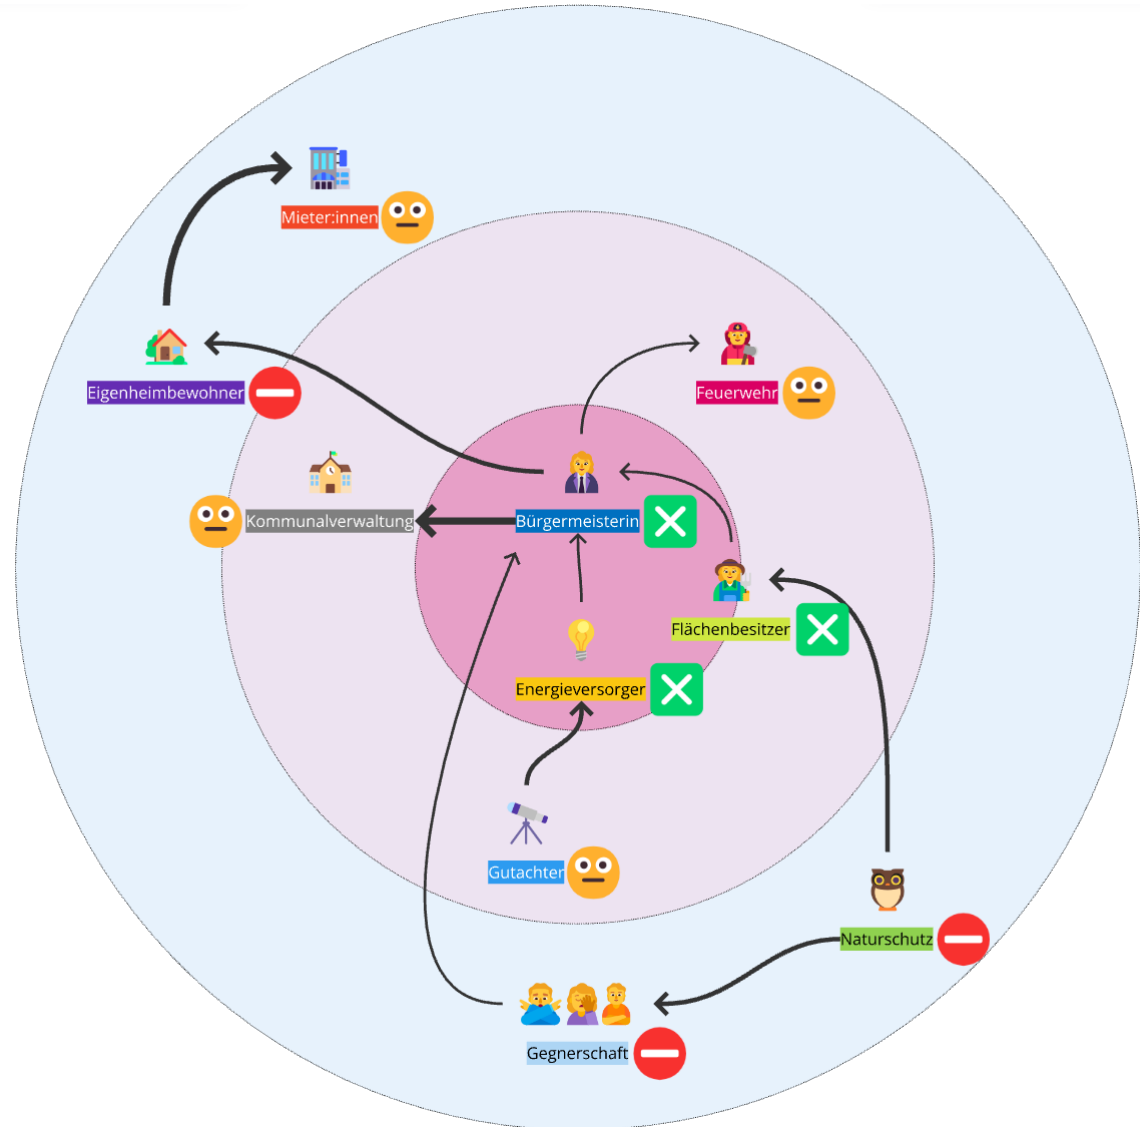 Mieter:innen
Eigenheimbewohner
Feuerwehr
Kommunalverwaltung
Bürgermeisterin
Flächenbesitzer
Energieversorger
Gutachter
Naturschutz
Gegnerschaft